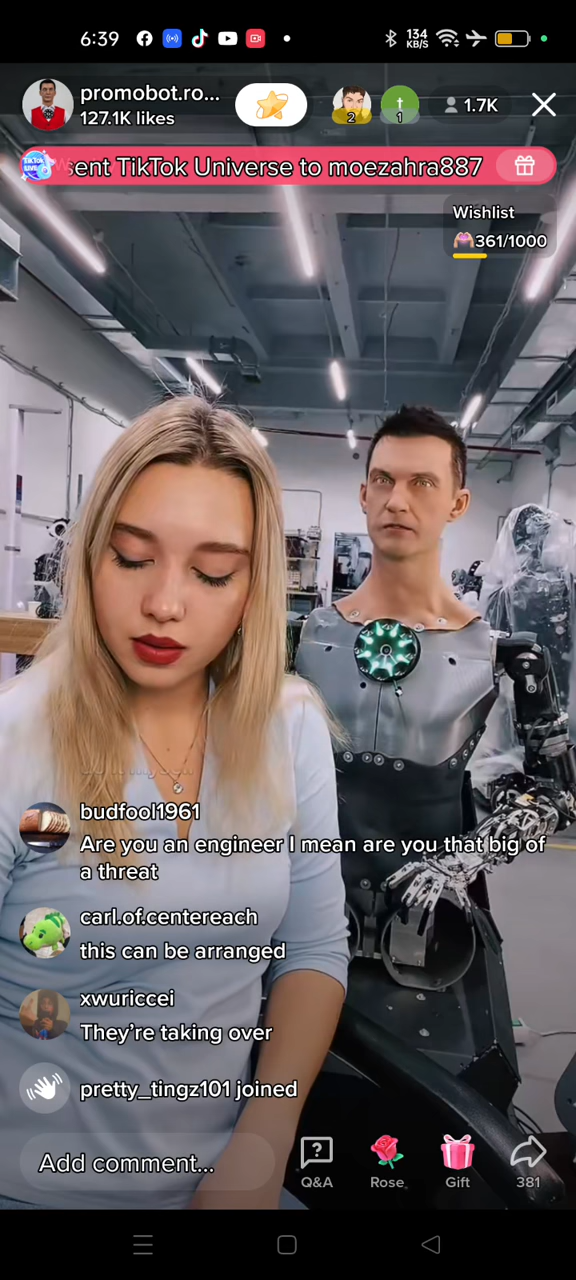 6:39
134
KB/S
promobot.ro...
127.1K likes
2
1
1.7K
sent TikTok Universe to moezahra887
Wishlist
361/1000
budfool1961
Are you an engineer I mean are you that big of
a threat
carl.of.centereach
this can be arranged
xwuriccei
They're taking over
pretty_tingz101 joined
Add comment...
Q&A
Rose
Gift
381